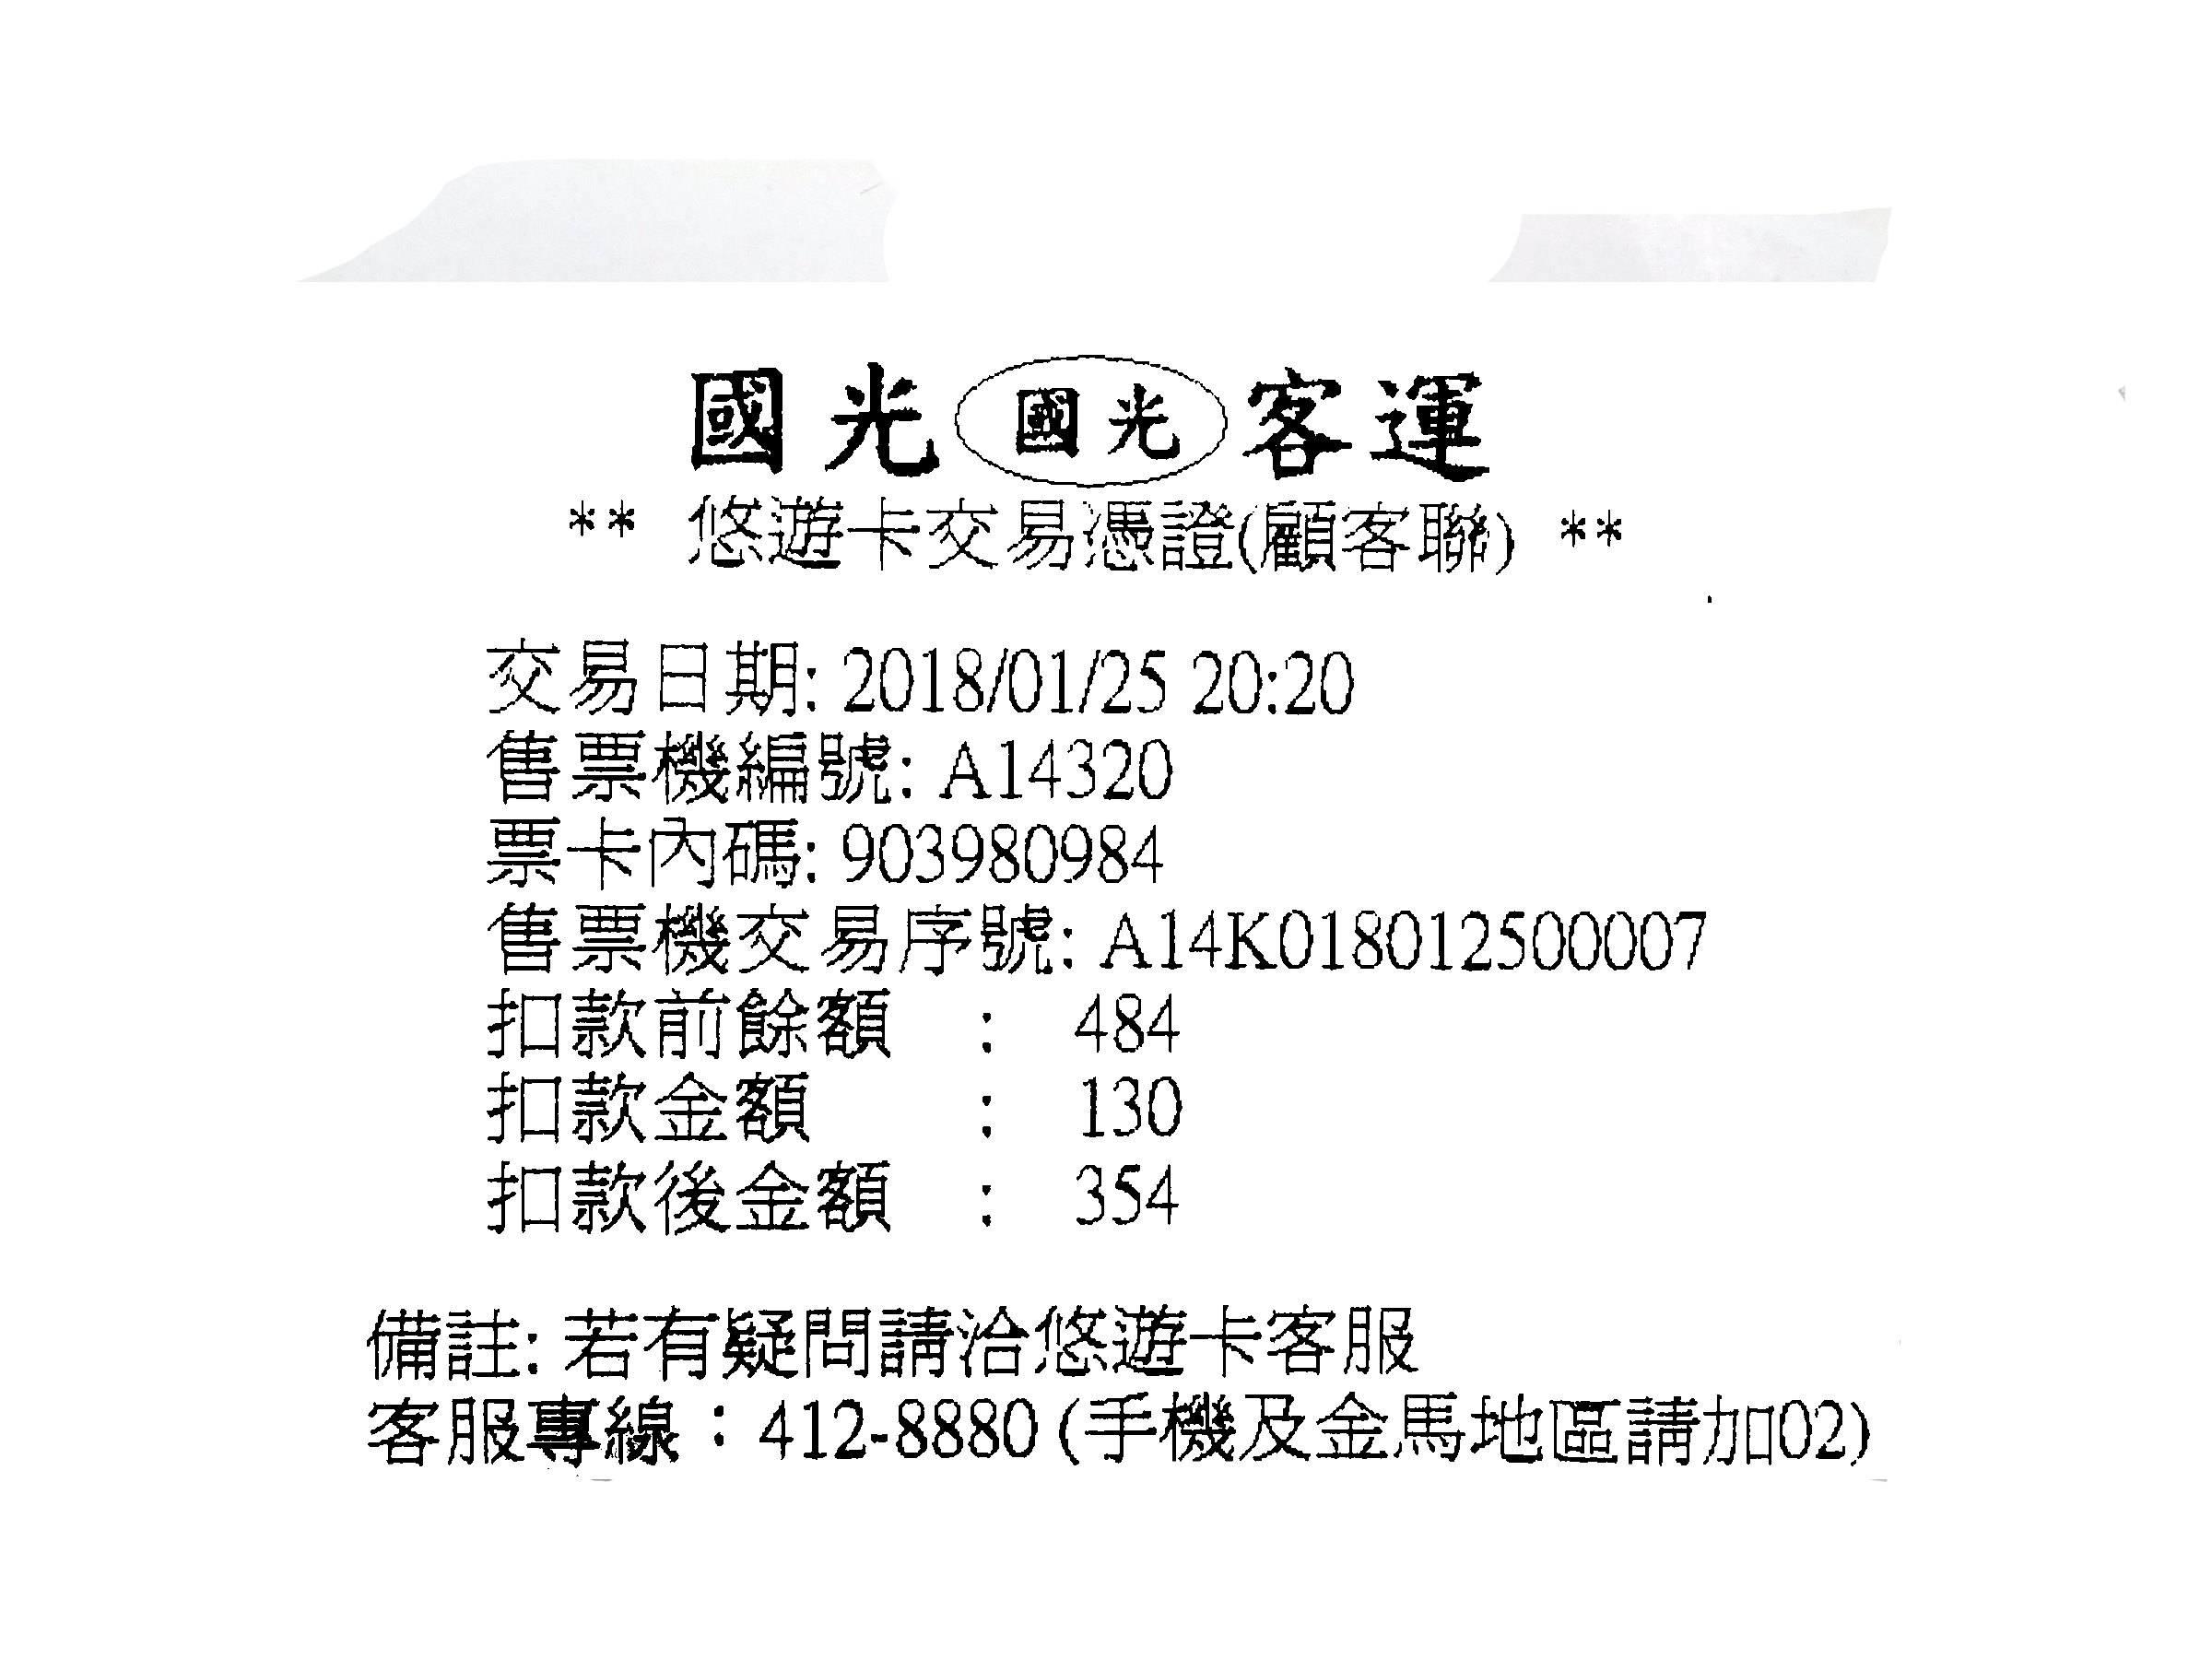 國光 國光 客運
** 悠遊卡交易憑證(顧客聯) **
交易日期: 2018/01/25 20:20
售票機編號: A14320
票卡內碼: 903980984
售票機交易序號: A14K018012500007
扣款前餘額 : 484
扣款金額 : 130
扣款後金額 : 354
備註: 若有疑問請洽悠遊卡客服
客服專線：412-8880 (手機及金馬地區請加02)